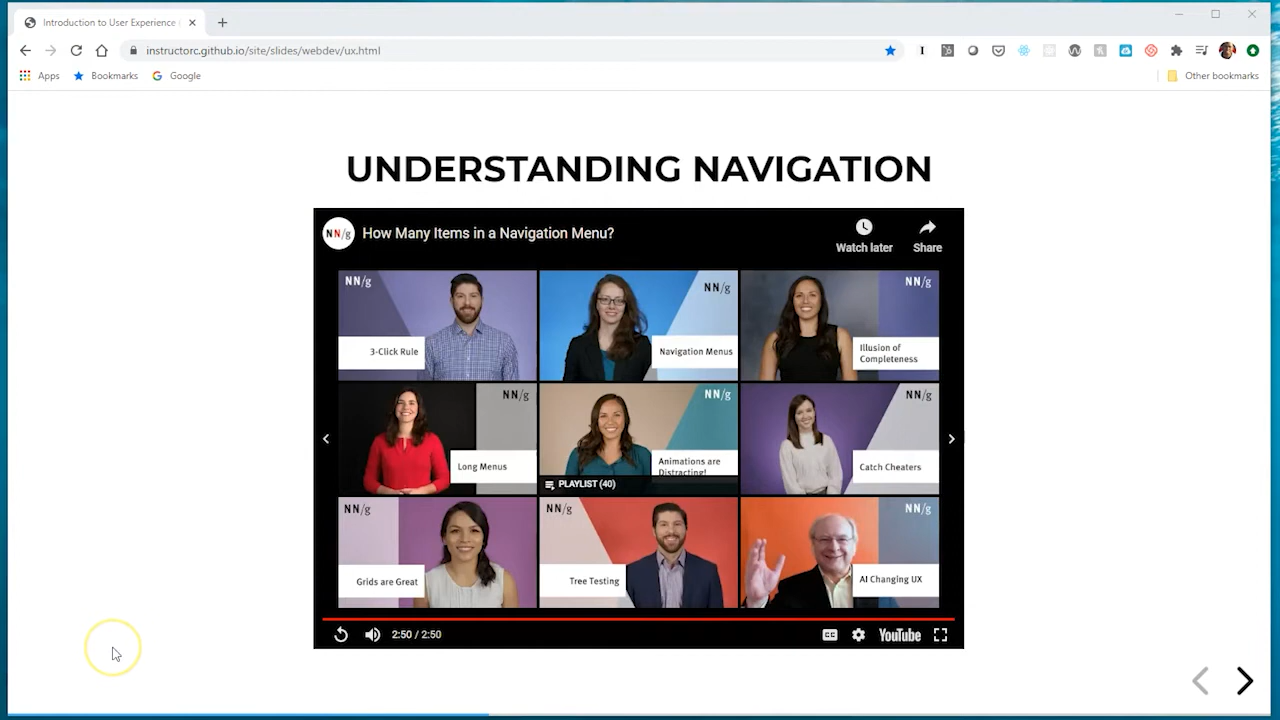 Introduction to User Experience
instructorc.github.io/site/slides/webdev/ux.html
Apps
Bookmarks
Google
Other bookmarks
UNDERSTANDING NAVIGATION
NN/g
How Many Items in a Navigation Menu?
Watch later
Share
NN/g
3-Click Rule
NN/g
Navigation Menus
NN/g
Illusion of
Completeness
NN/g
Long Menus
NN/g
Animations are
Distracting!
PLAYLIST (40)
NN/g
Catch Cheaters
NN/g
Grids are Great
NN/g
Tree Testing
NN/g
AI Changing UX
2:50 / 2:50
CC
YouTube